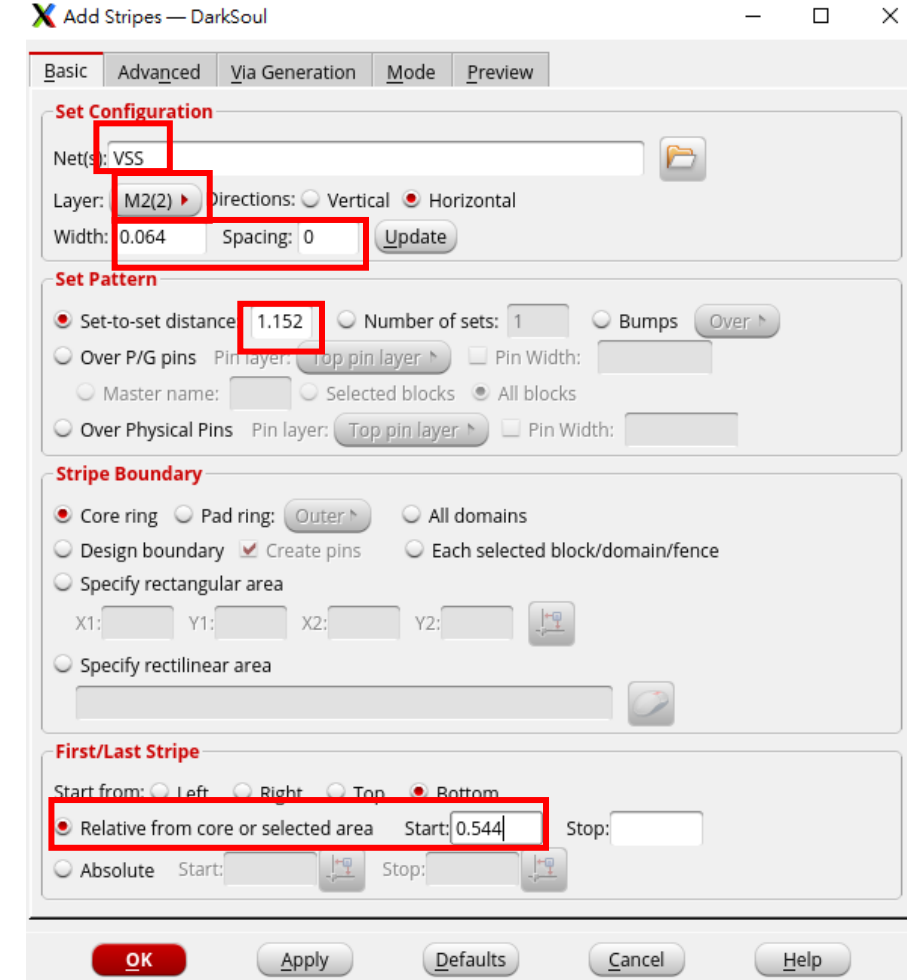 Add Stripes — DarkSoul
Basic Advanced Via Generation Mode Preview
Set Configuration
Net(s): VSS
Layer: M2(2) Directions: Vertical Horizontal
Width: 0.064 Spacing: 0 Update
Set Pattern
Set-to-set distance 1.152 Number of sets: 1 Bumps Over
Over P/G pins Pin layer: Top pin layer Pin Width:
Master name: Selected blocks All blocks
Over Physical Pins Pin layer: Top pin layer Pin Width:
Stripe Boundary
Core ring Pad ring: Outer All domains
Design boundary Create pins Each selected block/domain/fence
Specify rectangular area
X1: Y1: X2: Y2:
Specify rectilinear area
First/Last Stripe
Start from: Left Right Top Bottom
Relative from core or selected area Start: 0.544 Stop:
Absolute Start: Stop:
OK Apply Defaults Cancel Help